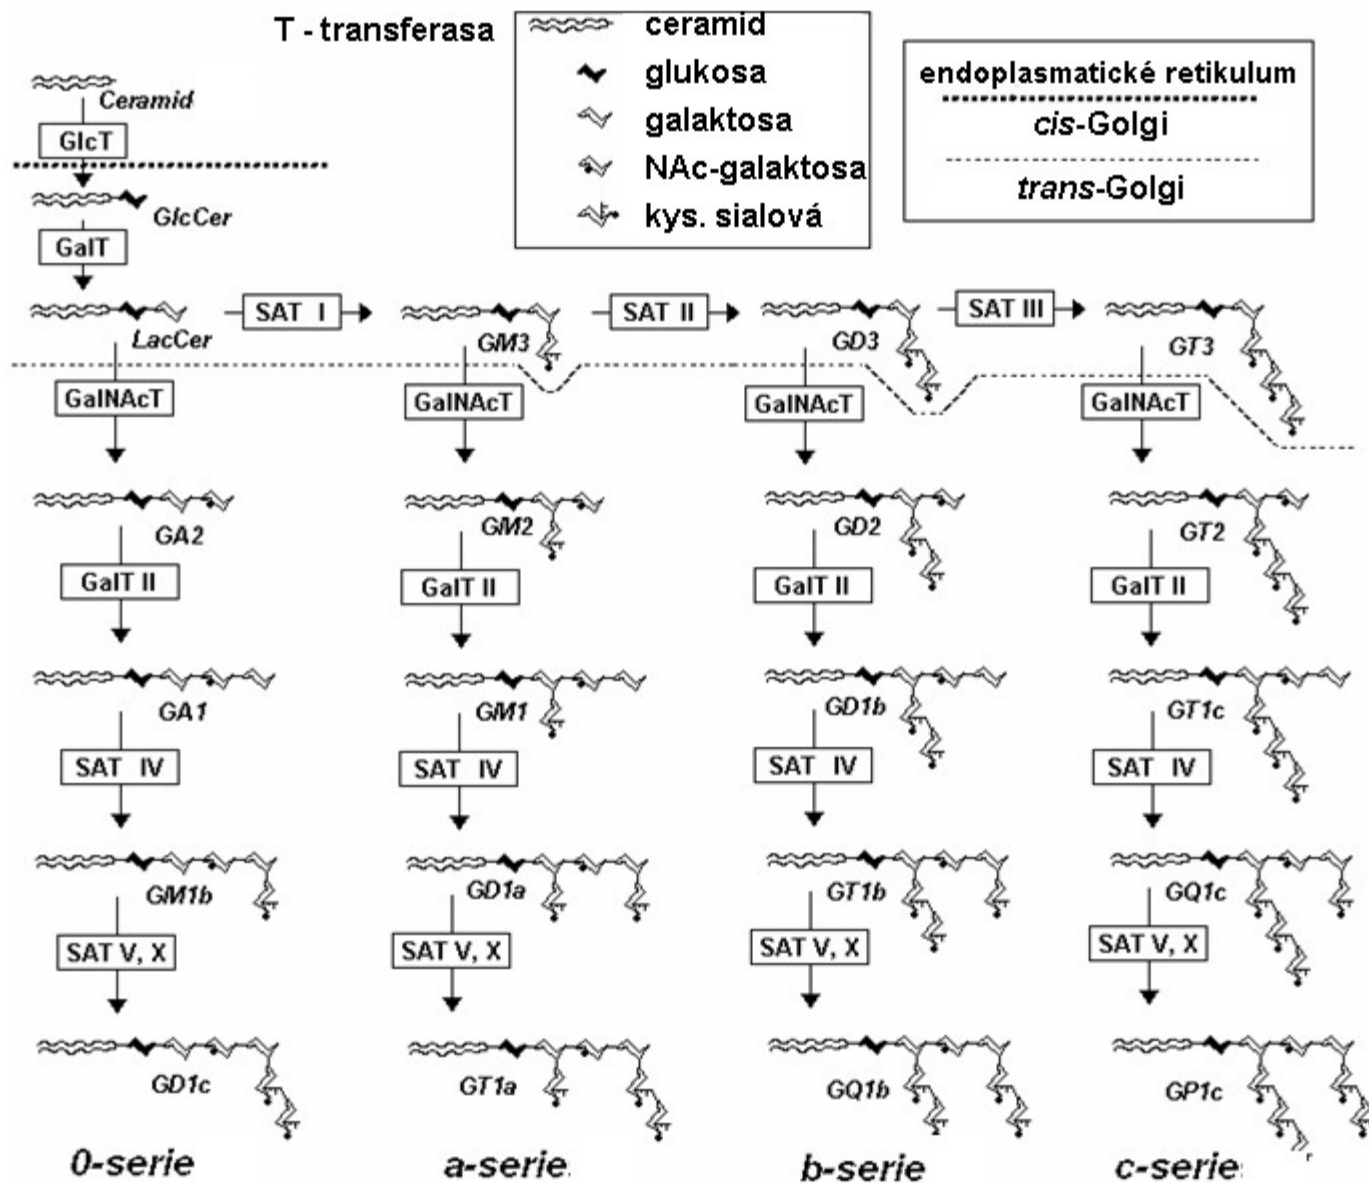 T - transferasa
ceramid
glukosa
galaktosa
NAc-galaktosa
kys. sialová
endoplasmatické retikulum
cis-Golgi
trans-Golgi
Ceramid
GlcT
GlcCer
GalT
LacCer
SAT I
GM3
SAT II
GD3
SAT III
GT3
GalNAcT
GalNAcT
GalNAcT
GalNAcT
GA2
GM2
GD2
GT2
GalT II
GalT II
GalT II
GalT II
GA1
GM1
GD1b
GT1c
SAT IV
SAT IV
SAT IV
SAT IV
GM1b
GD1a
GT1b
GQ1c
SAT V, X
SAT V, X
SAT V, X
SAT V, X
GD1c
GT1a
GQ1b
GP1c
0-serie
a-serie
b-serie
c-serie